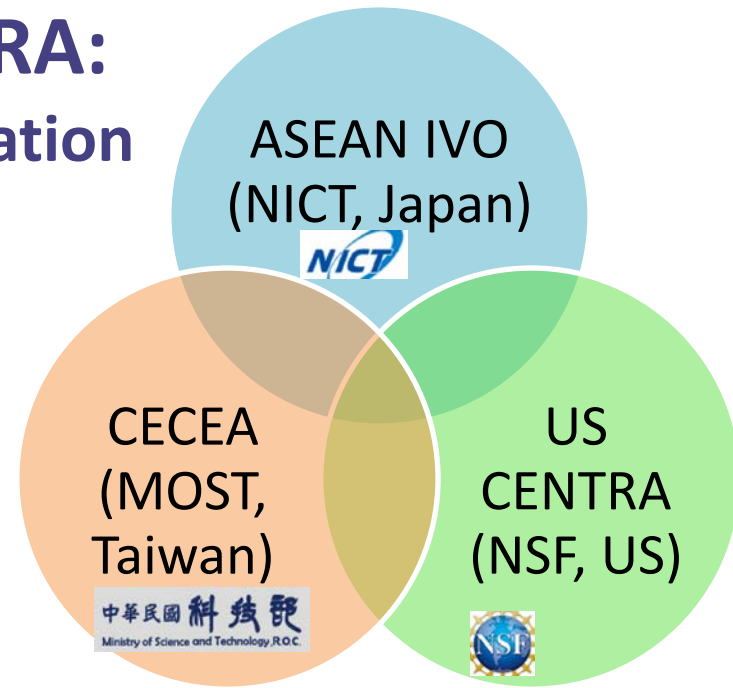 RA:
ation
ASEAN IVO
(NICT, Japan)
NICT
CECEA
(MOST,
Taiwan)
中華民國 科技部
Ministry of Science and Technology,R.O.C.
US
CENTRA
(NSF, US)
NSF